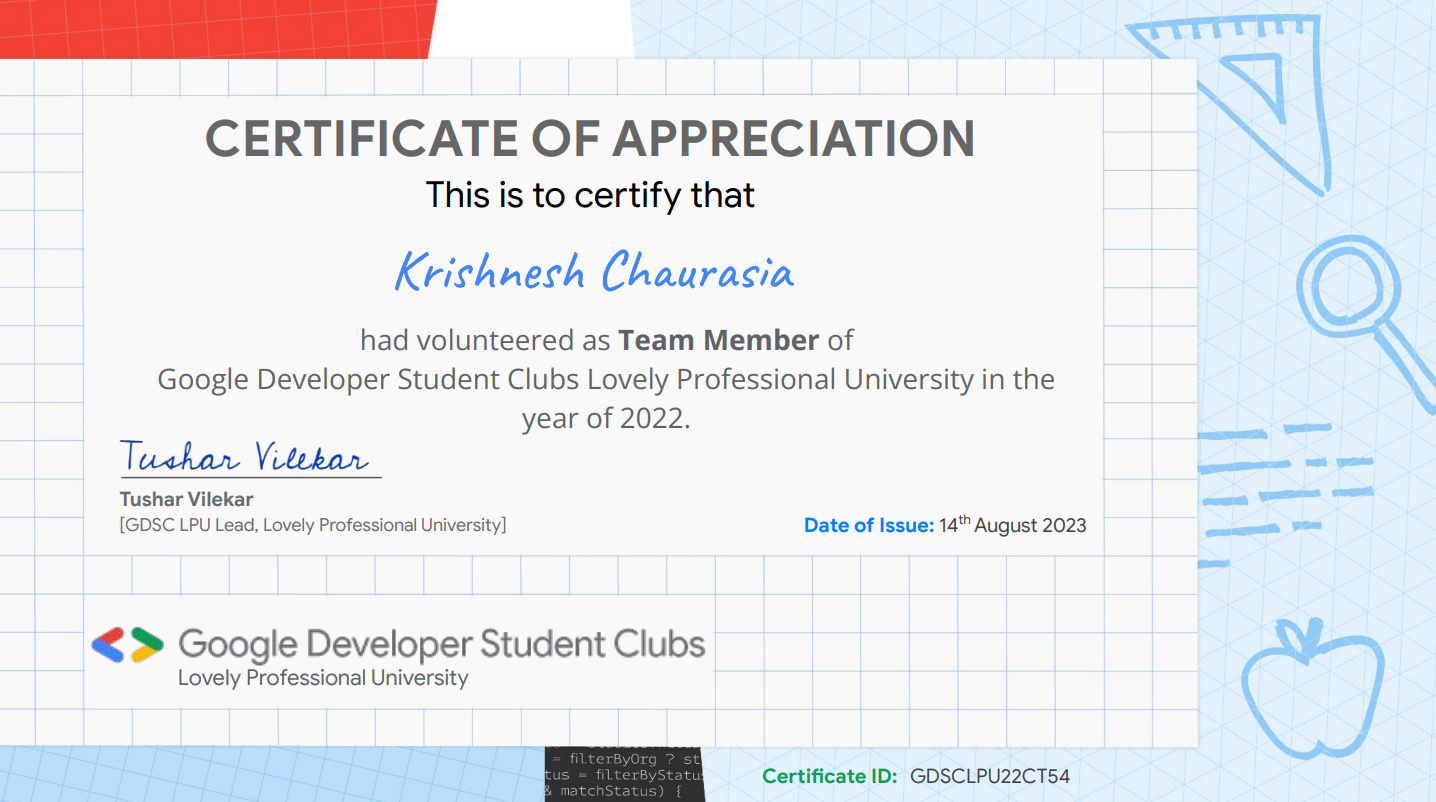 CERTIFICATE OF APPRECIATION
This is to certify that
Krishnesh Chaurasia
had volunteered as Team Member of
Google Developer Student Clubs Lovely Professional University in the
year of 2022.
Tushar Vilekar
Tushar Vilekar
[GDSC LPU Lead, Lovely Professional University]
Date of Issue: 14th August 2023
Google Developer Student Clubs
Lovely Professional University
= filterByOrg ? st
tus = filterByStatu
& matchStatus) {
Certificate ID: GDSCLPU22CT54